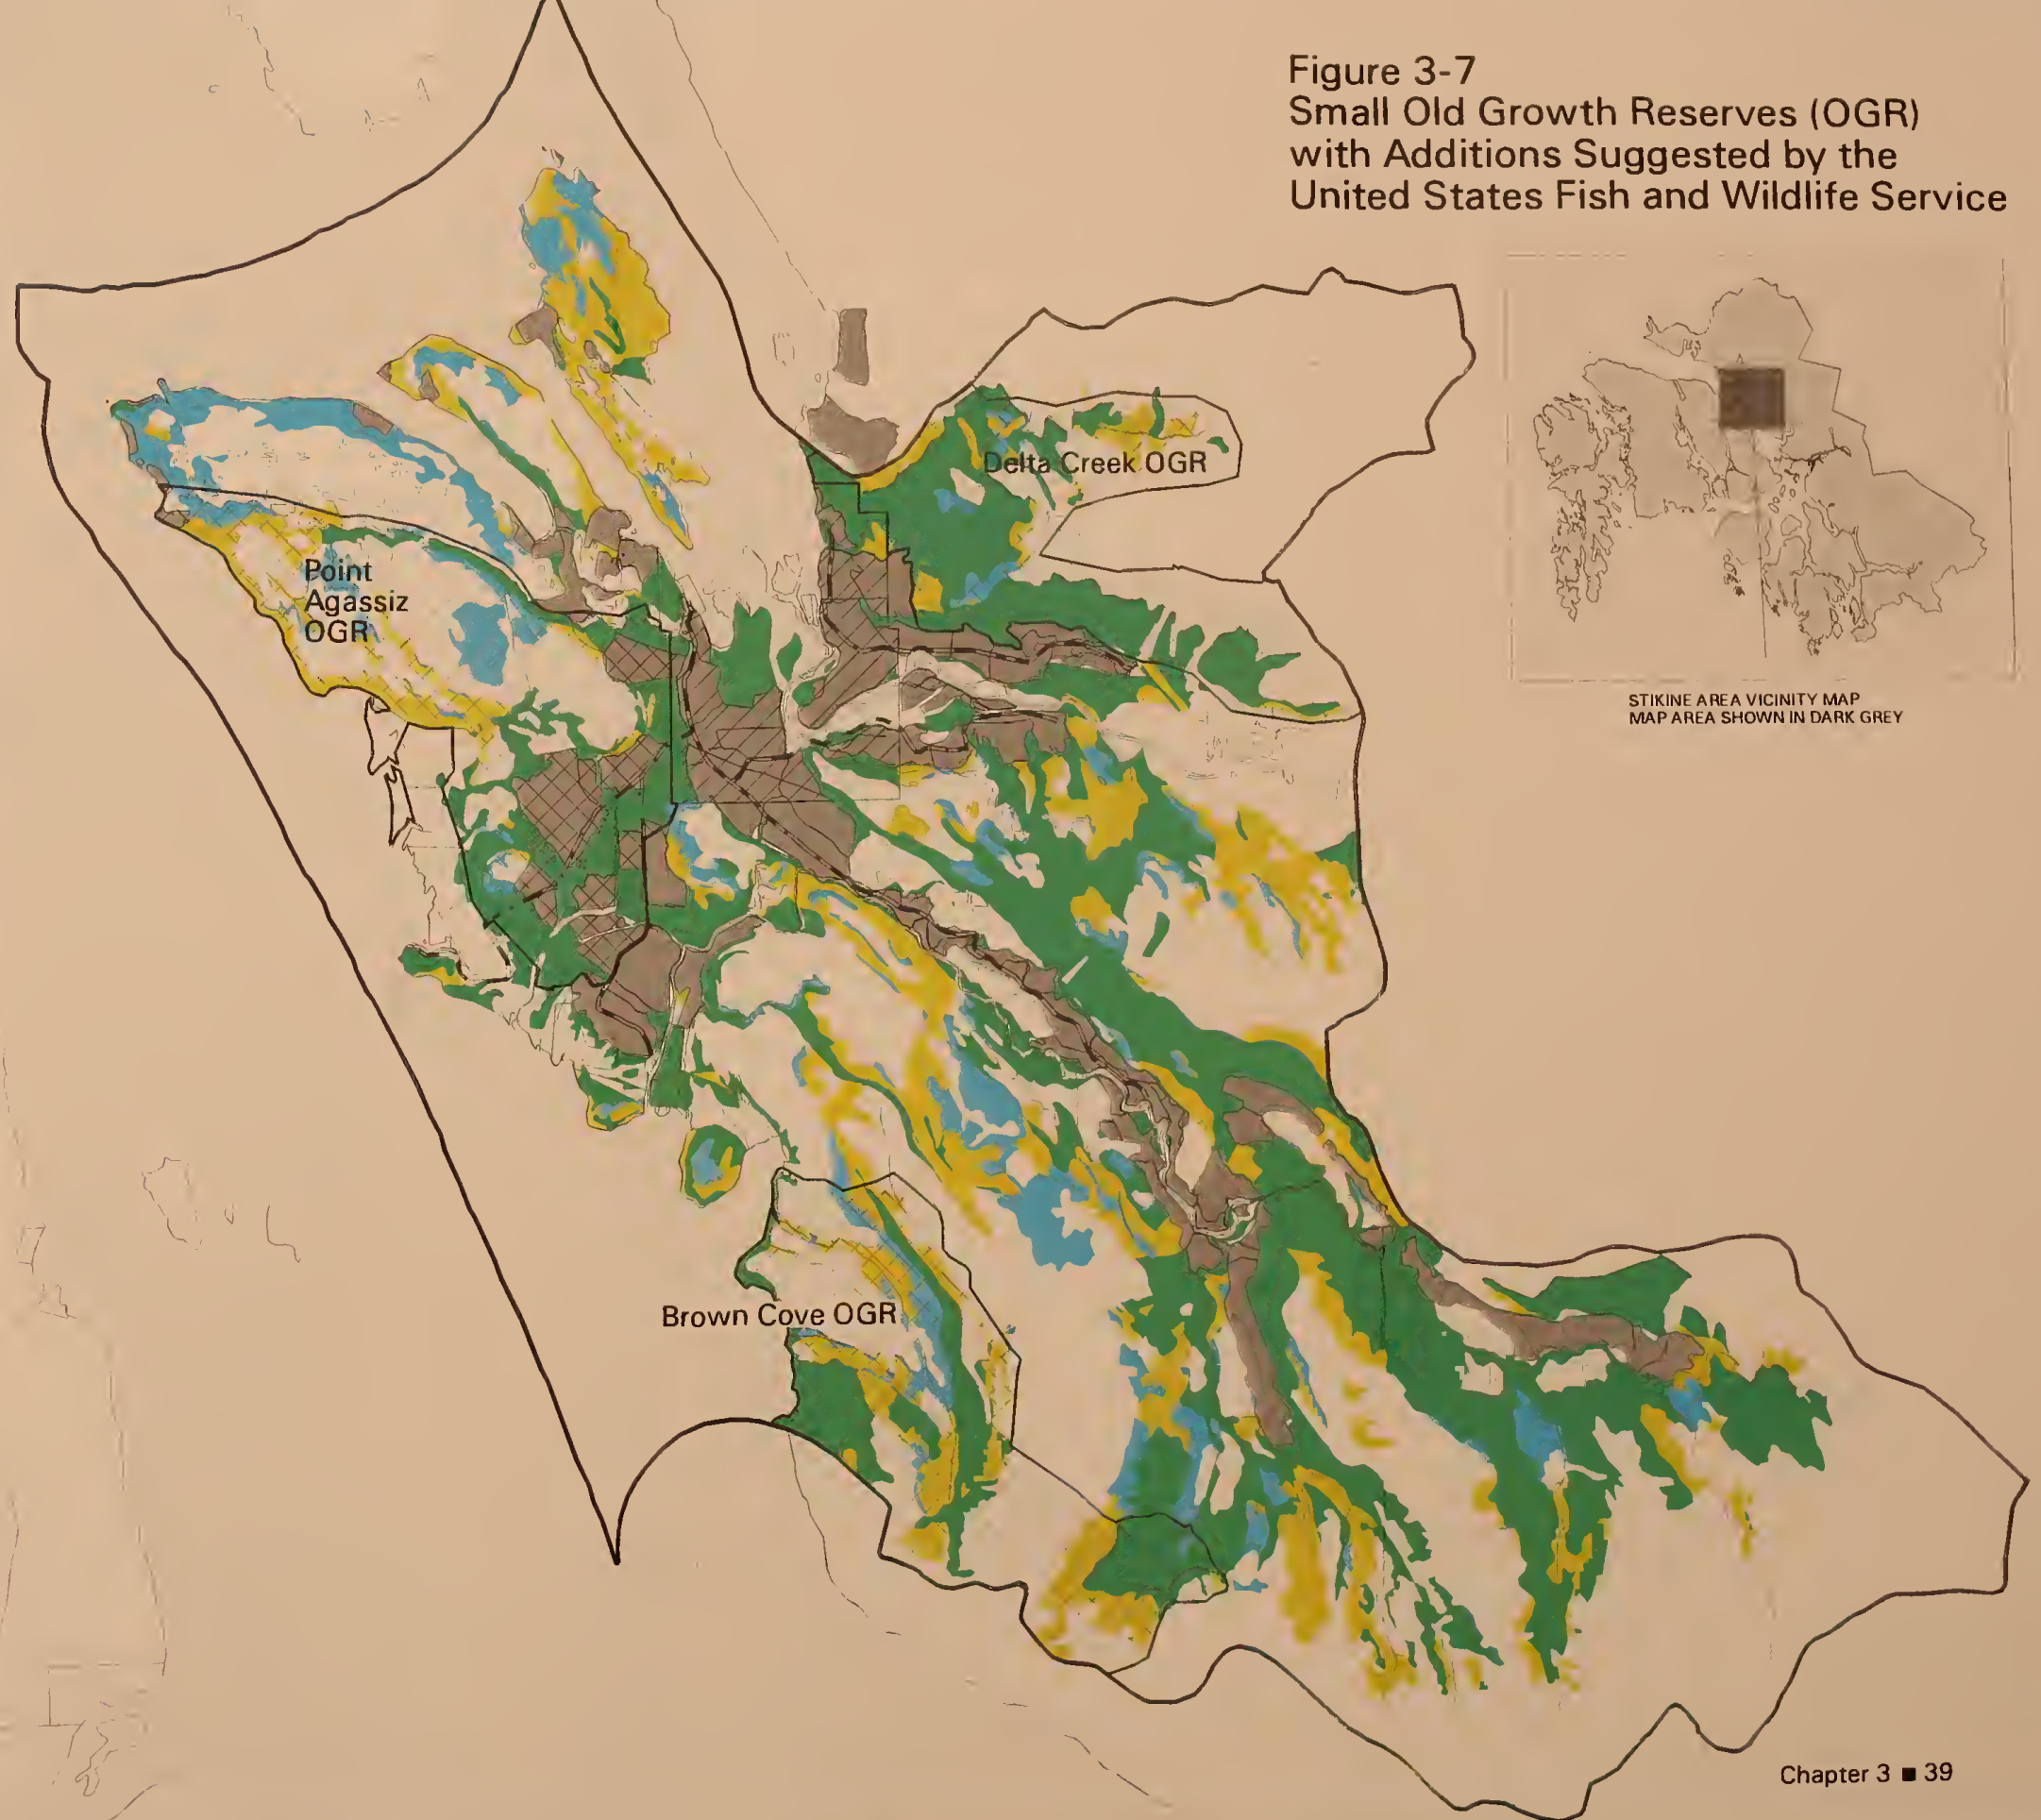 Figure 3-7
Small Old Growth Reserves (OGR)
with Additions Suggested by the
United States Fish and Wildlife Service
Delta Creek OGR
Point
Agassiz
OGR
STIKINE AREA VICINITY MAP
MAP AREA SHOWN IN DARK GREY
Brown Cove OGR
Chapter 3 ■ 39